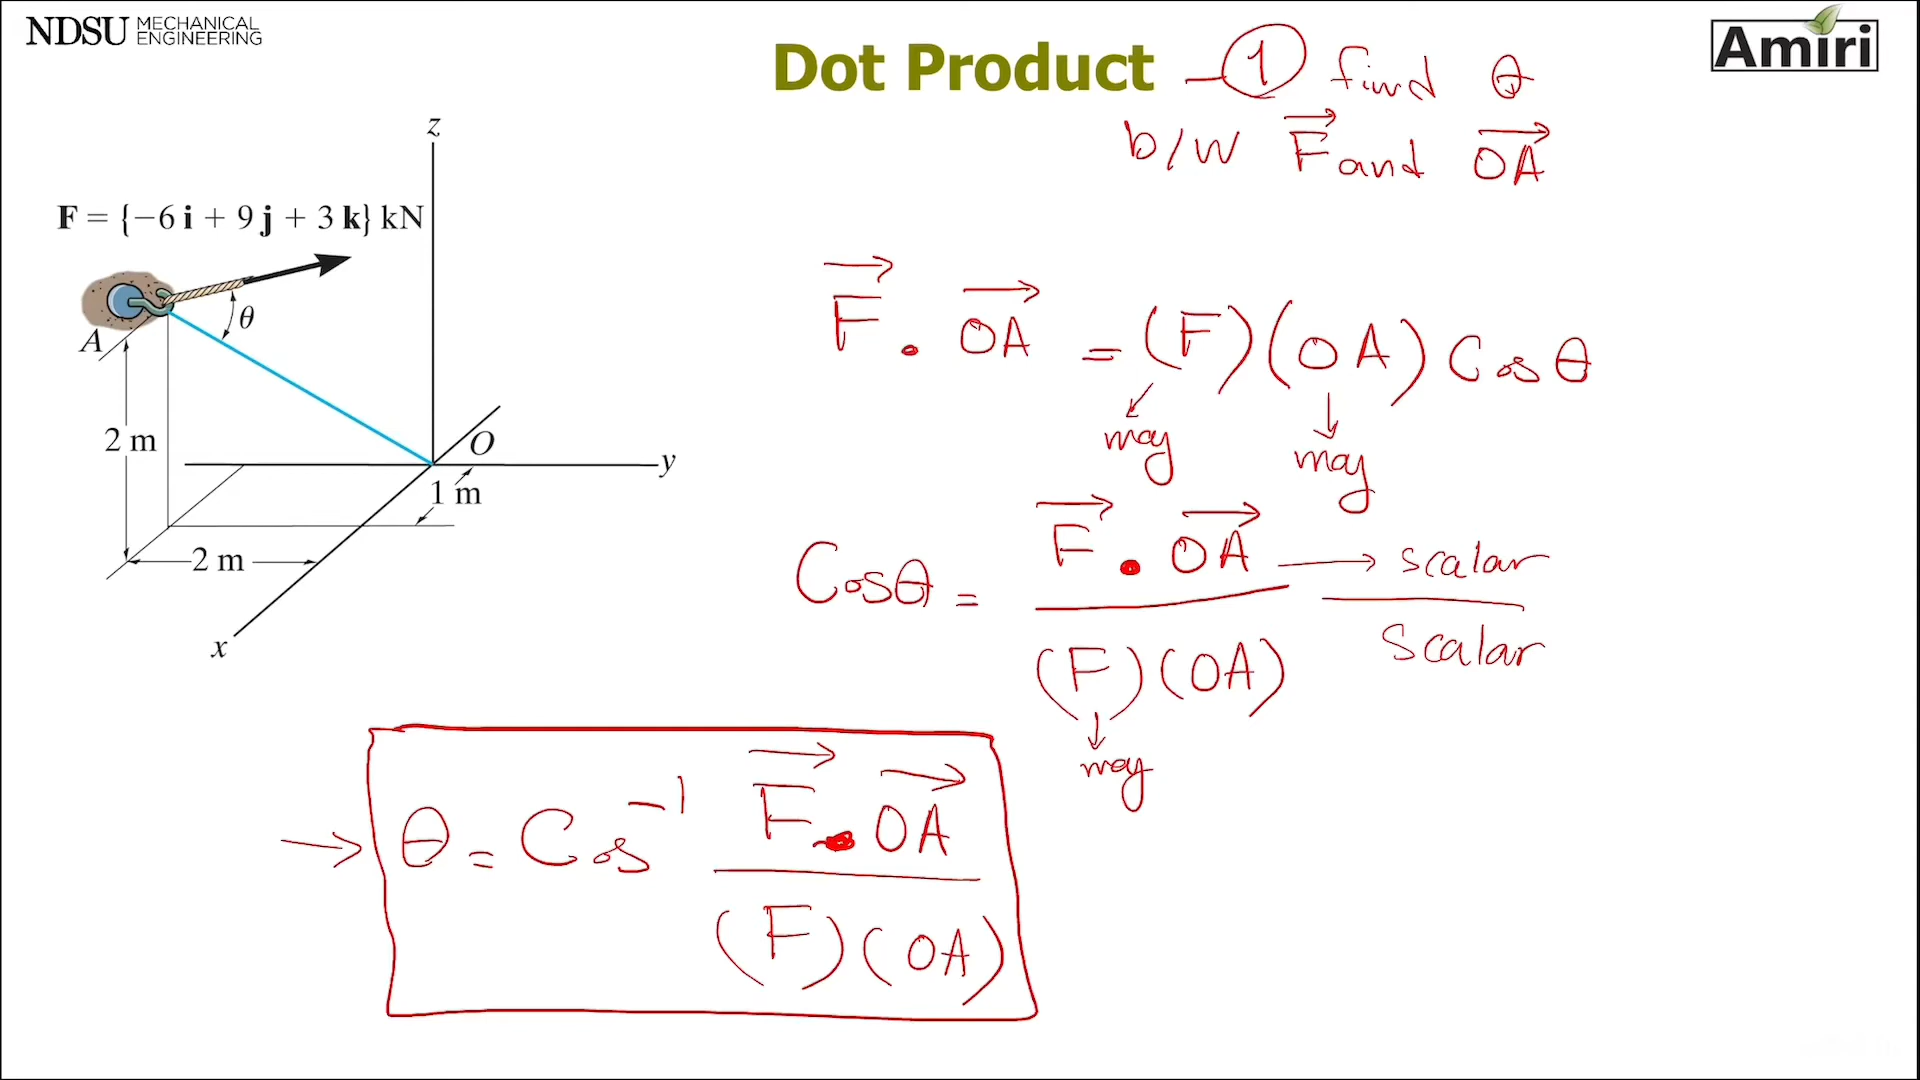 NDSU MECHANICAL ENGINEERING
Amiri
Dot Product - 1 find θ
b/w F and OA
z
F = {−6 i + 9 j + 3 k} kN
θ
A
2 m
O
y
1 m
2 m
x
F . OA = (F)(OA) Cos θ
mag mag
Cosθ = F . OA / (F)(OA) → scalar / scalar
mag
→ θ = Cos⁻¹ F . OA / (F)(OA)